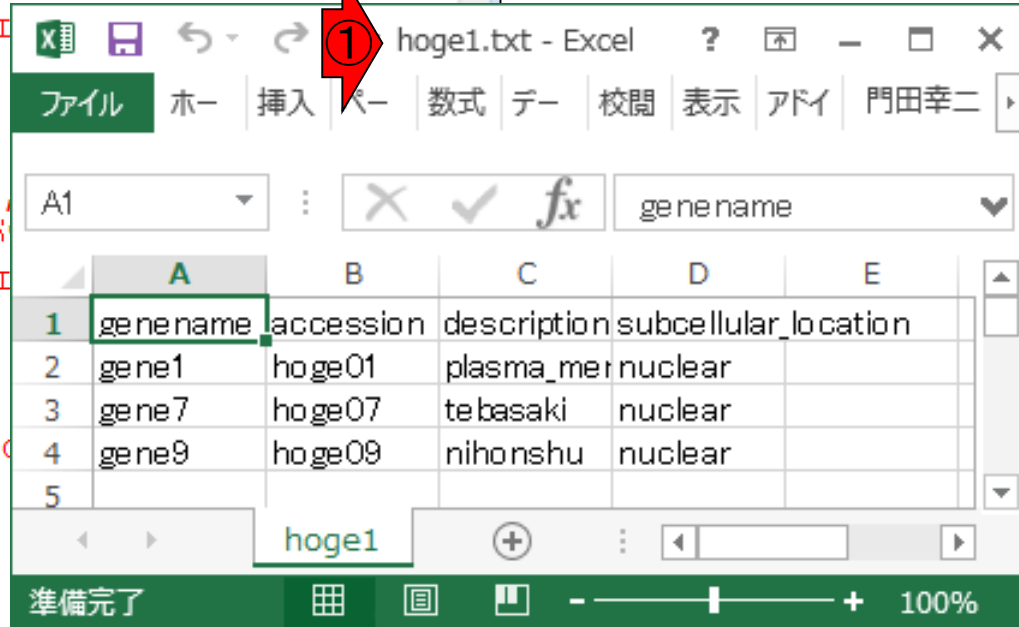 ① hoge1.txt - Excel ?
ファイル ホー 挿入 ペー 数式 デー 校閲 表示 アドイ 門田幸二
A1 fx genename
A B C D E
1 genename accession description subcellular_location
2 gene1 hoge01 plasma_mer nuclear
3 gene7 hoge07 tebasaki nuclear
4 gene9 hoge09 nihonshu nuclear
5
hoge1
準備完了 100%